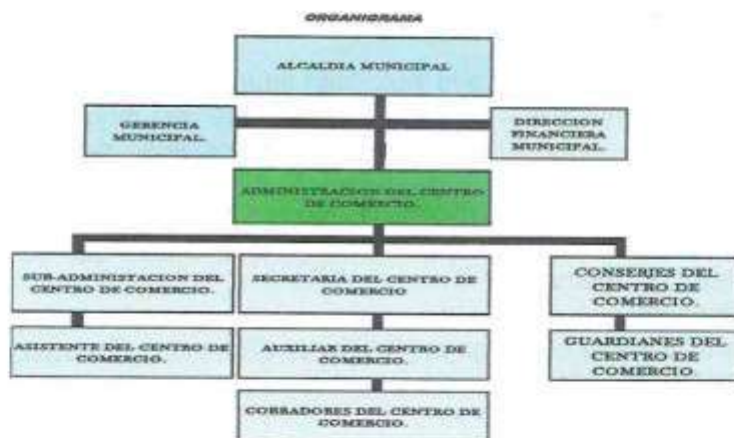 ORGANIGRAMA
ALCALDIA MUNICIPAL
GERENCIA
MUNICIPAL.
DIRECCION
FINANCIERA
MUNICIPAL.
ADMINISTRACION DEL CENTRO
DE COMERCIO.
SUB-ADMINISTACION DEL
CENTRO DE COMERCIO.
SECRETARIA DEL CENTRO DE
COMERCIO
CONSERJES DEL
CENTRO DE
COMERCIO.
ASISTENTE DEL CENTRO DE
COMERCIO.
AUXILIAR DEL CENTRO DE
COMERCIO.
GUARDIANES DEL
CENTRO DE
COMERCIO.
COBRADORES DEL CENTRO DE
COMERCIO.